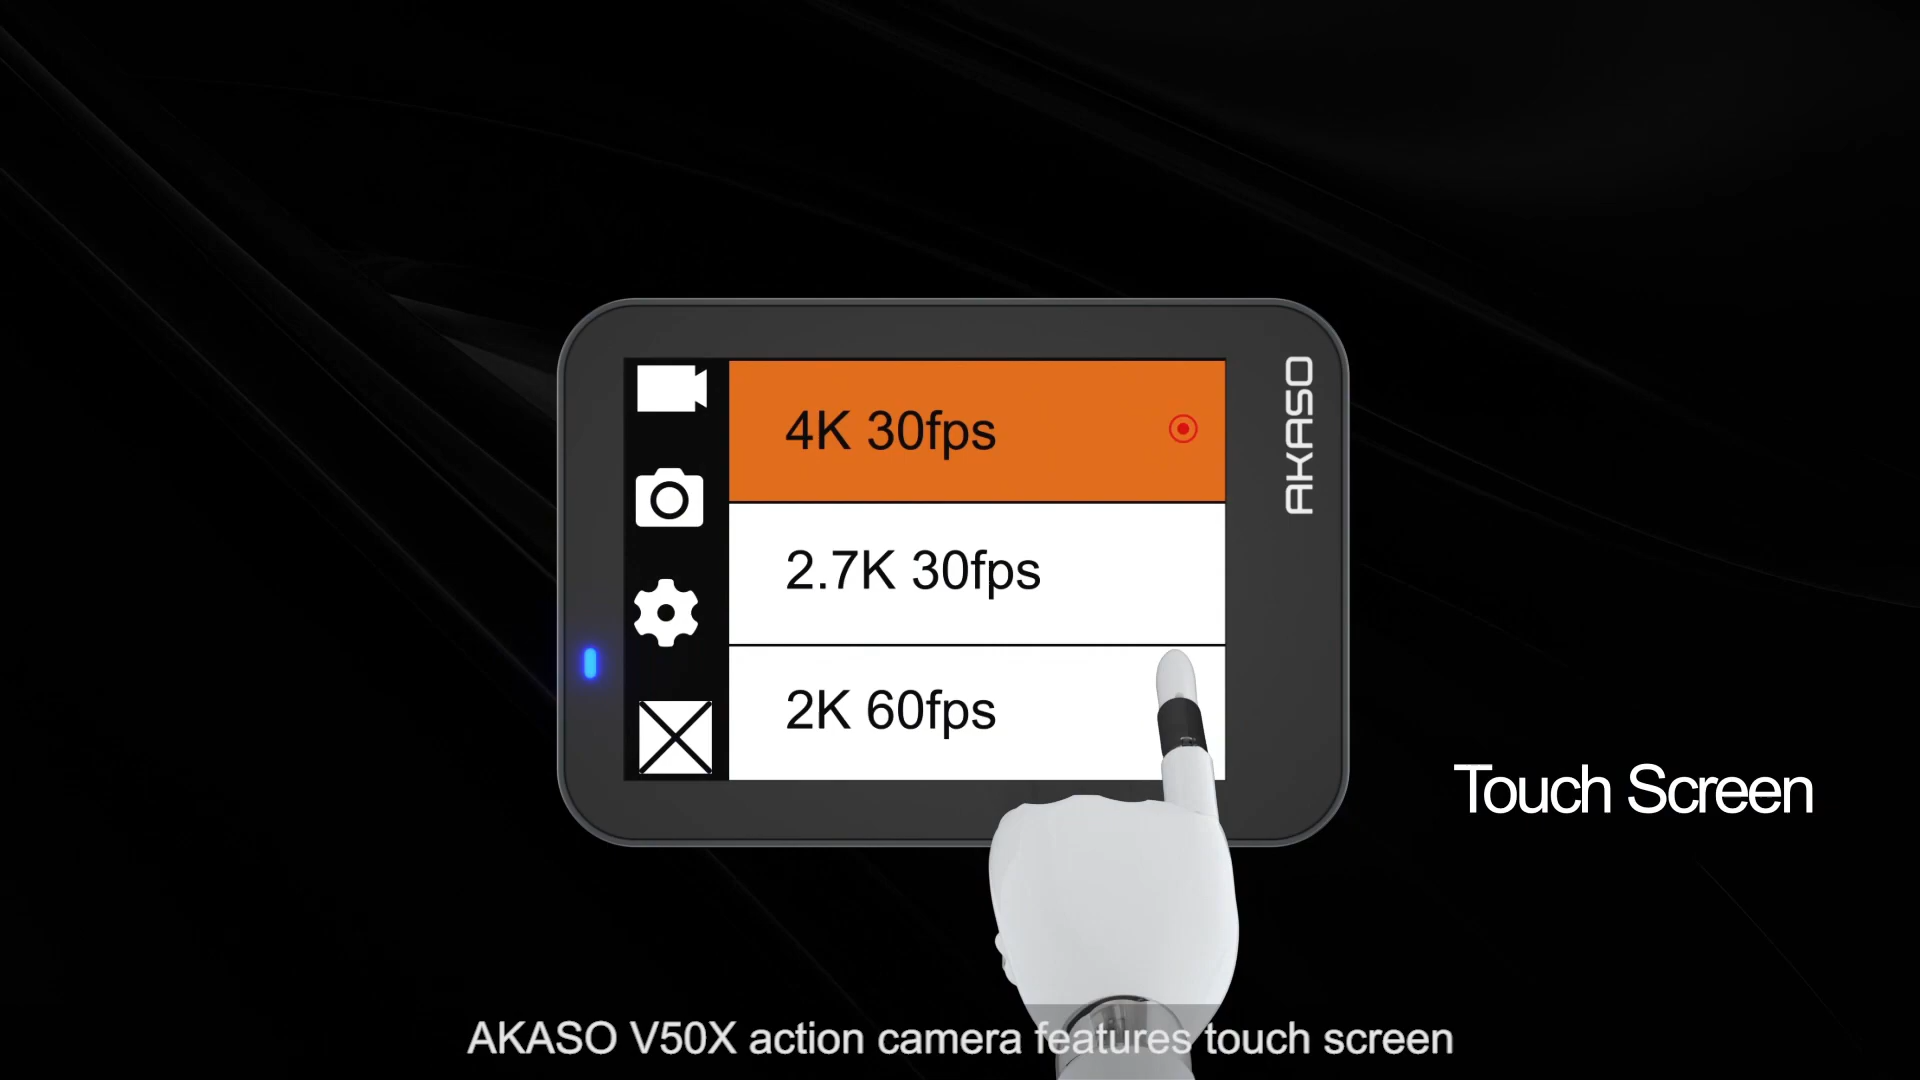 4K 30fps
2.7K 30fps
2K 60fps
AKASO
Touch Screen
AKASO V50X action camera features touch screen